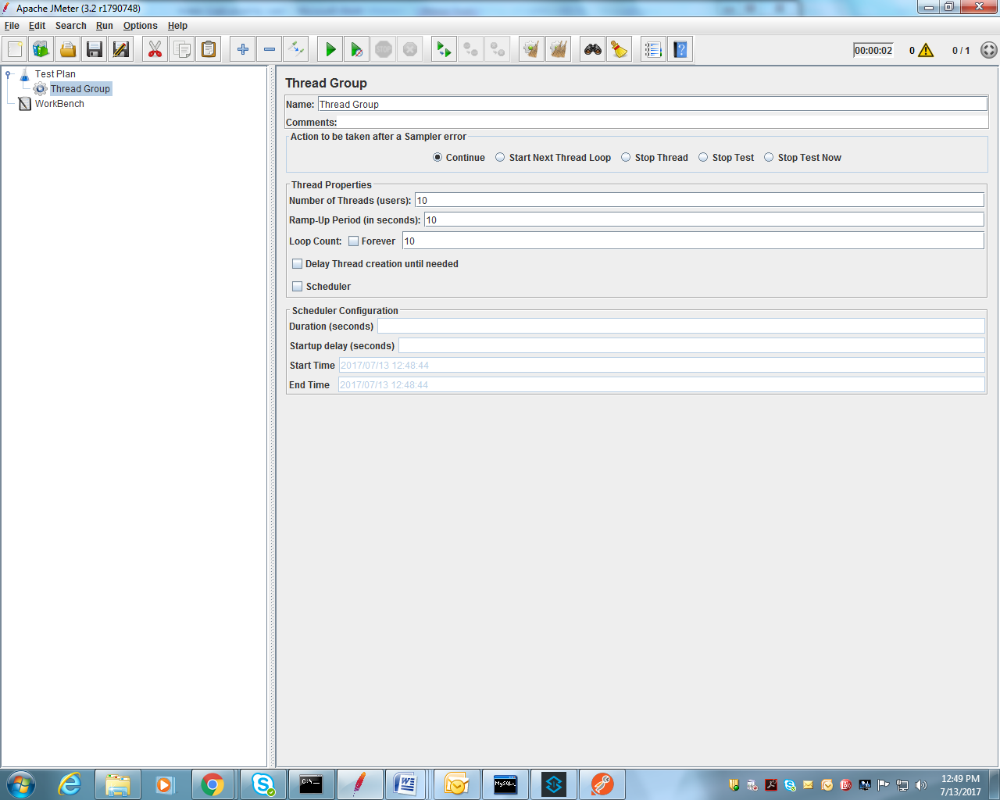 Apache JMeter (3.2 r1790748)
File Edit Search Run Options Help
STOP
00:00:02 0 0 / 1
Test Plan
Thread Group
WorkBench
Thread Group
Name: Thread Group
Comments:
Action to be taken after a Sampler error
Continue Start Next Thread Loop Stop Thread Stop Test Stop Test Now
Thread Properties
Number of Threads (users): 10
Ramp-Up Period (in seconds): 10
Loop Count: Forever 10
Delay Thread creation until needed
Scheduler
Scheduler Configuration
Duration (seconds)
Startup delay (seconds)
Start Time 2017/07/13 12:48:44
End Time 2017/07/13 12:48:44
12:49 PM
7/13/2017